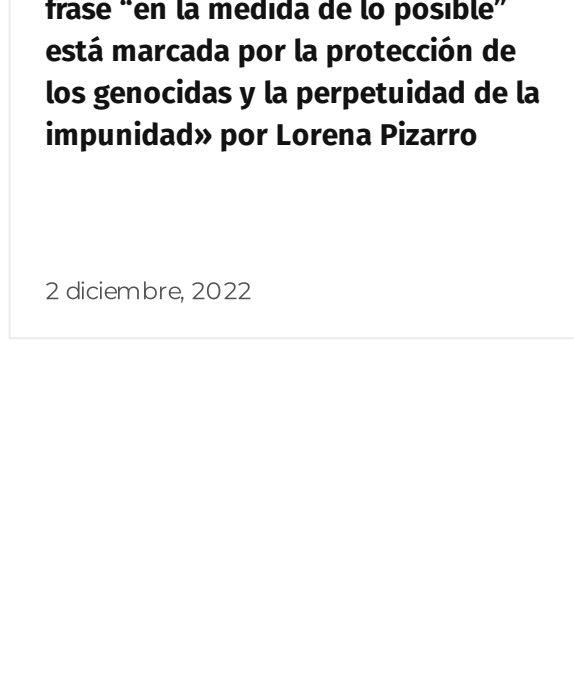 frase “en la medida de lo posible”
está marcada por la protección de
los genocidas y la perpetuidad de la
impunidad» por Lorena Pizarro
2 diciembre, 2022